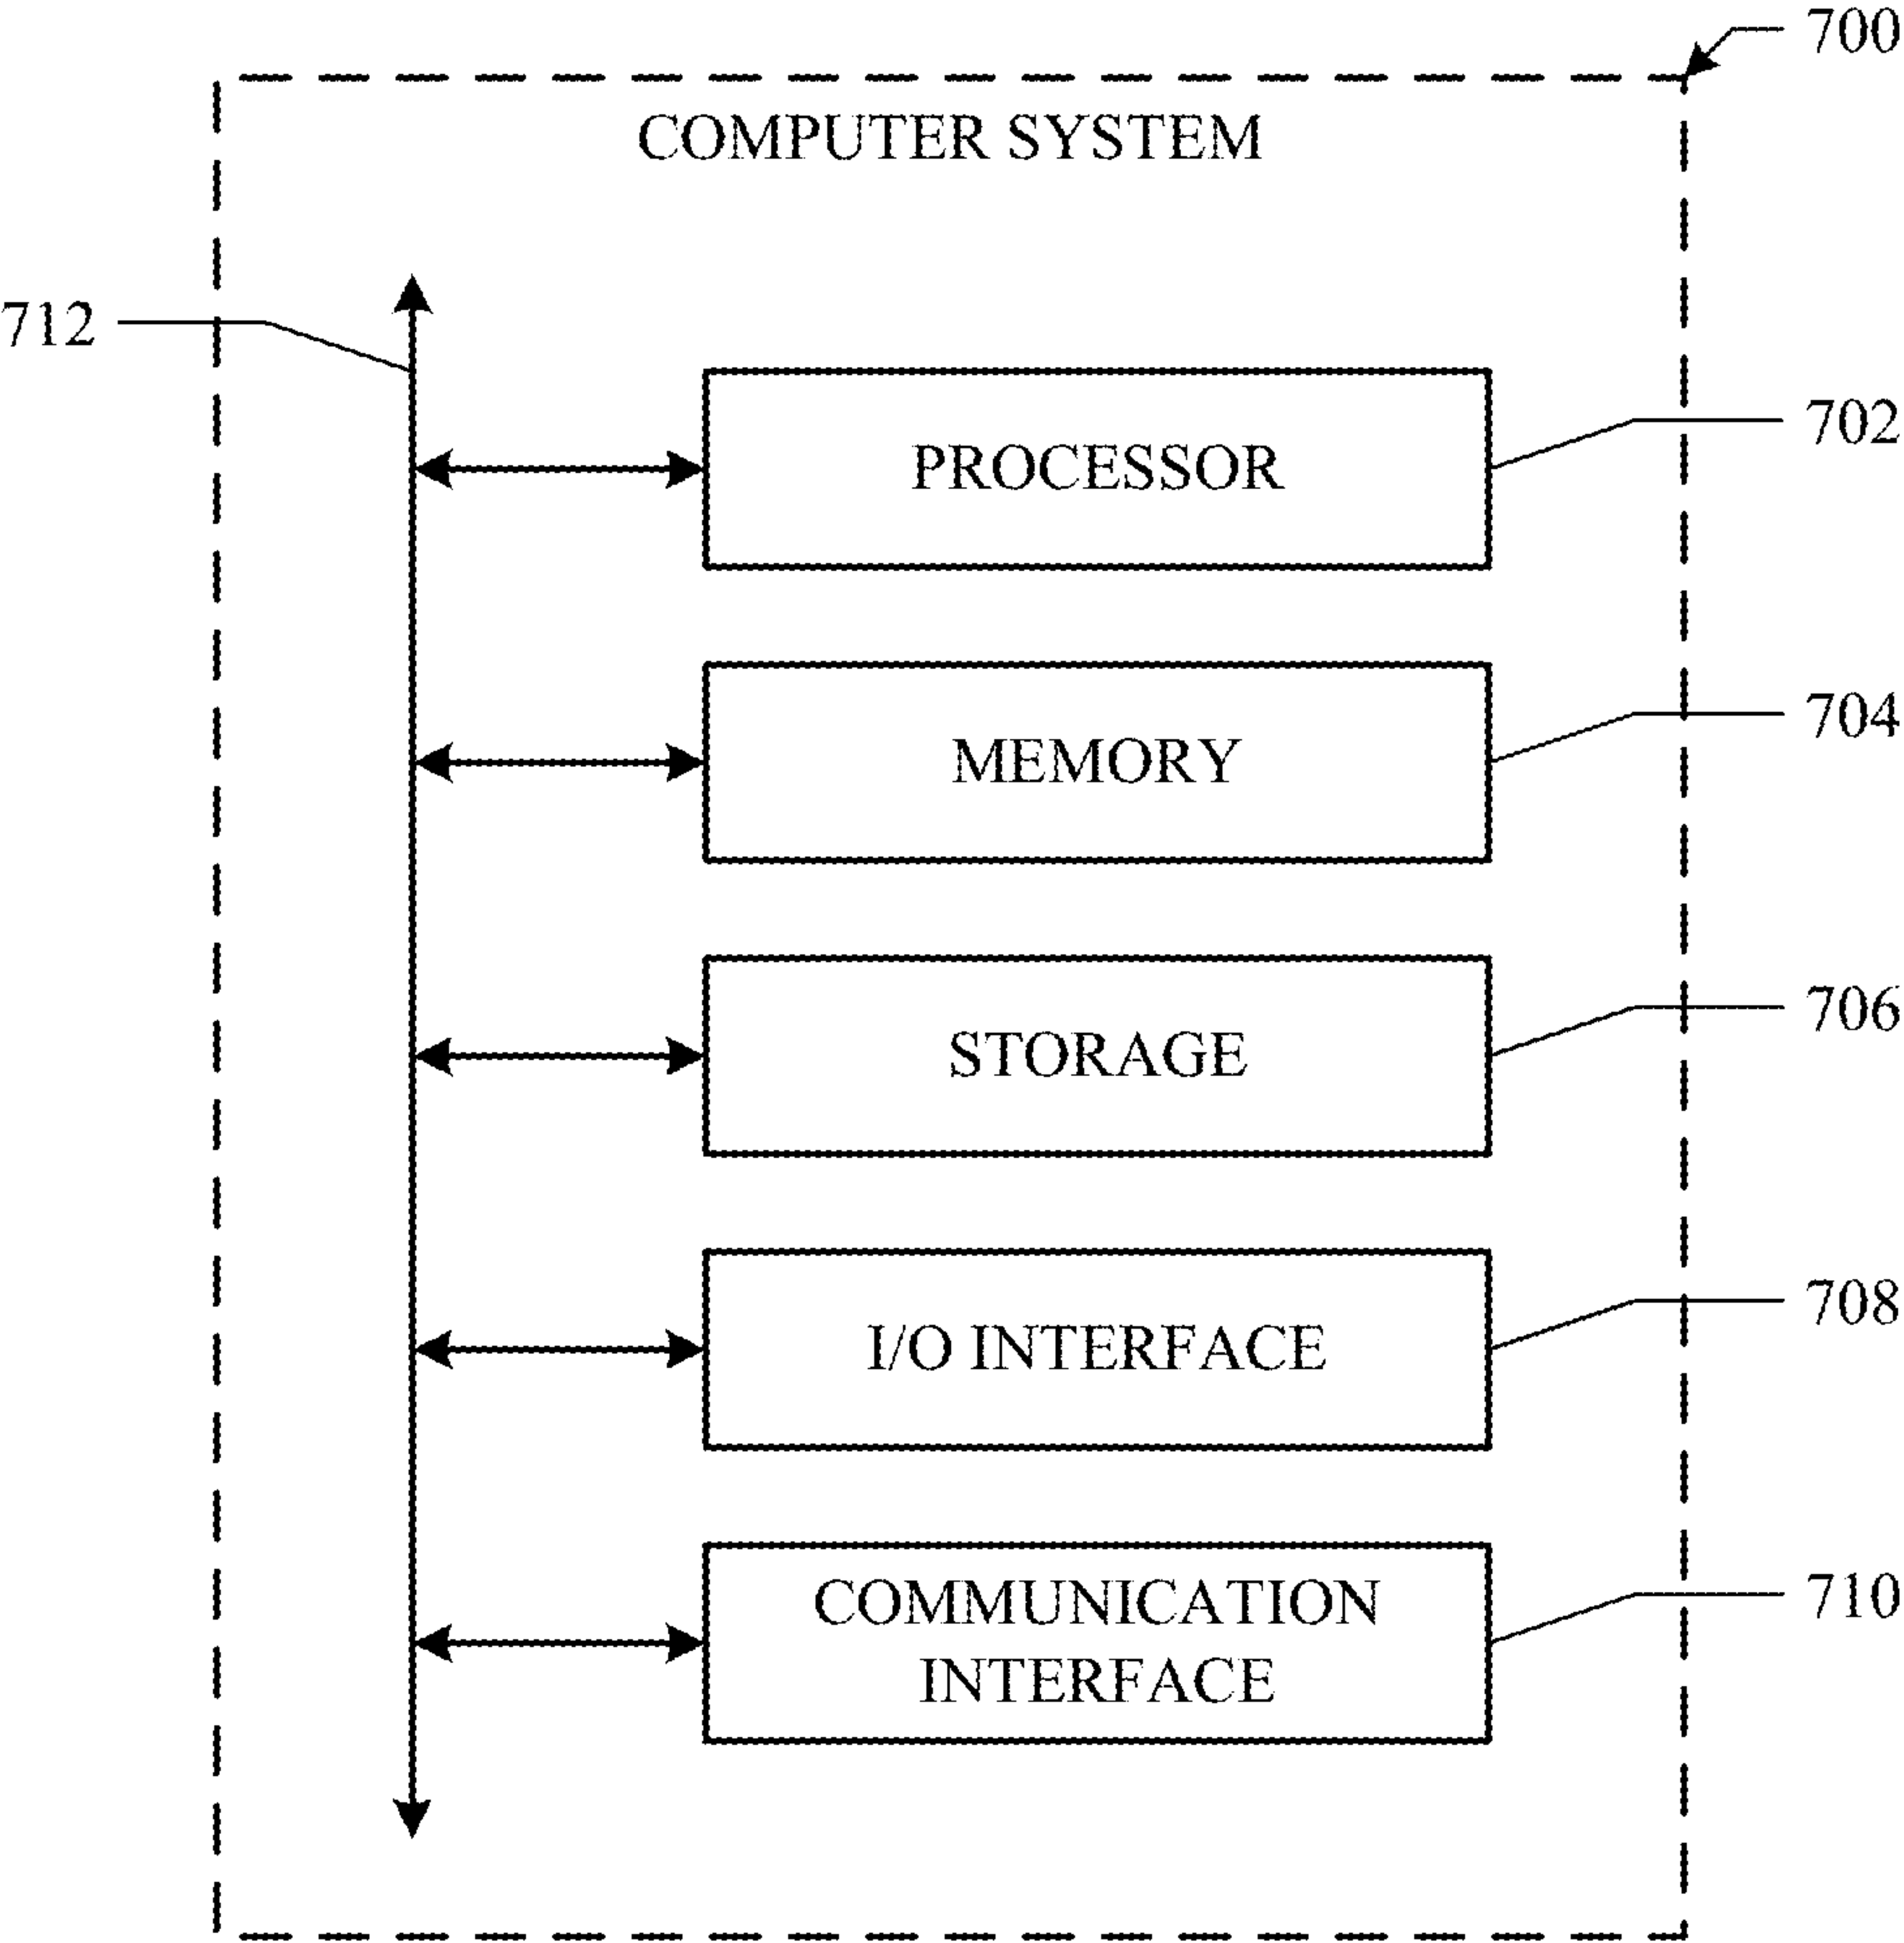 700
COMPUTER SYSTEM
712
PROCESSOR
702
MEMORY
704
STORAGE
706
I/O INTERFACE
708
COMMUNICATION
INTERFACE
710